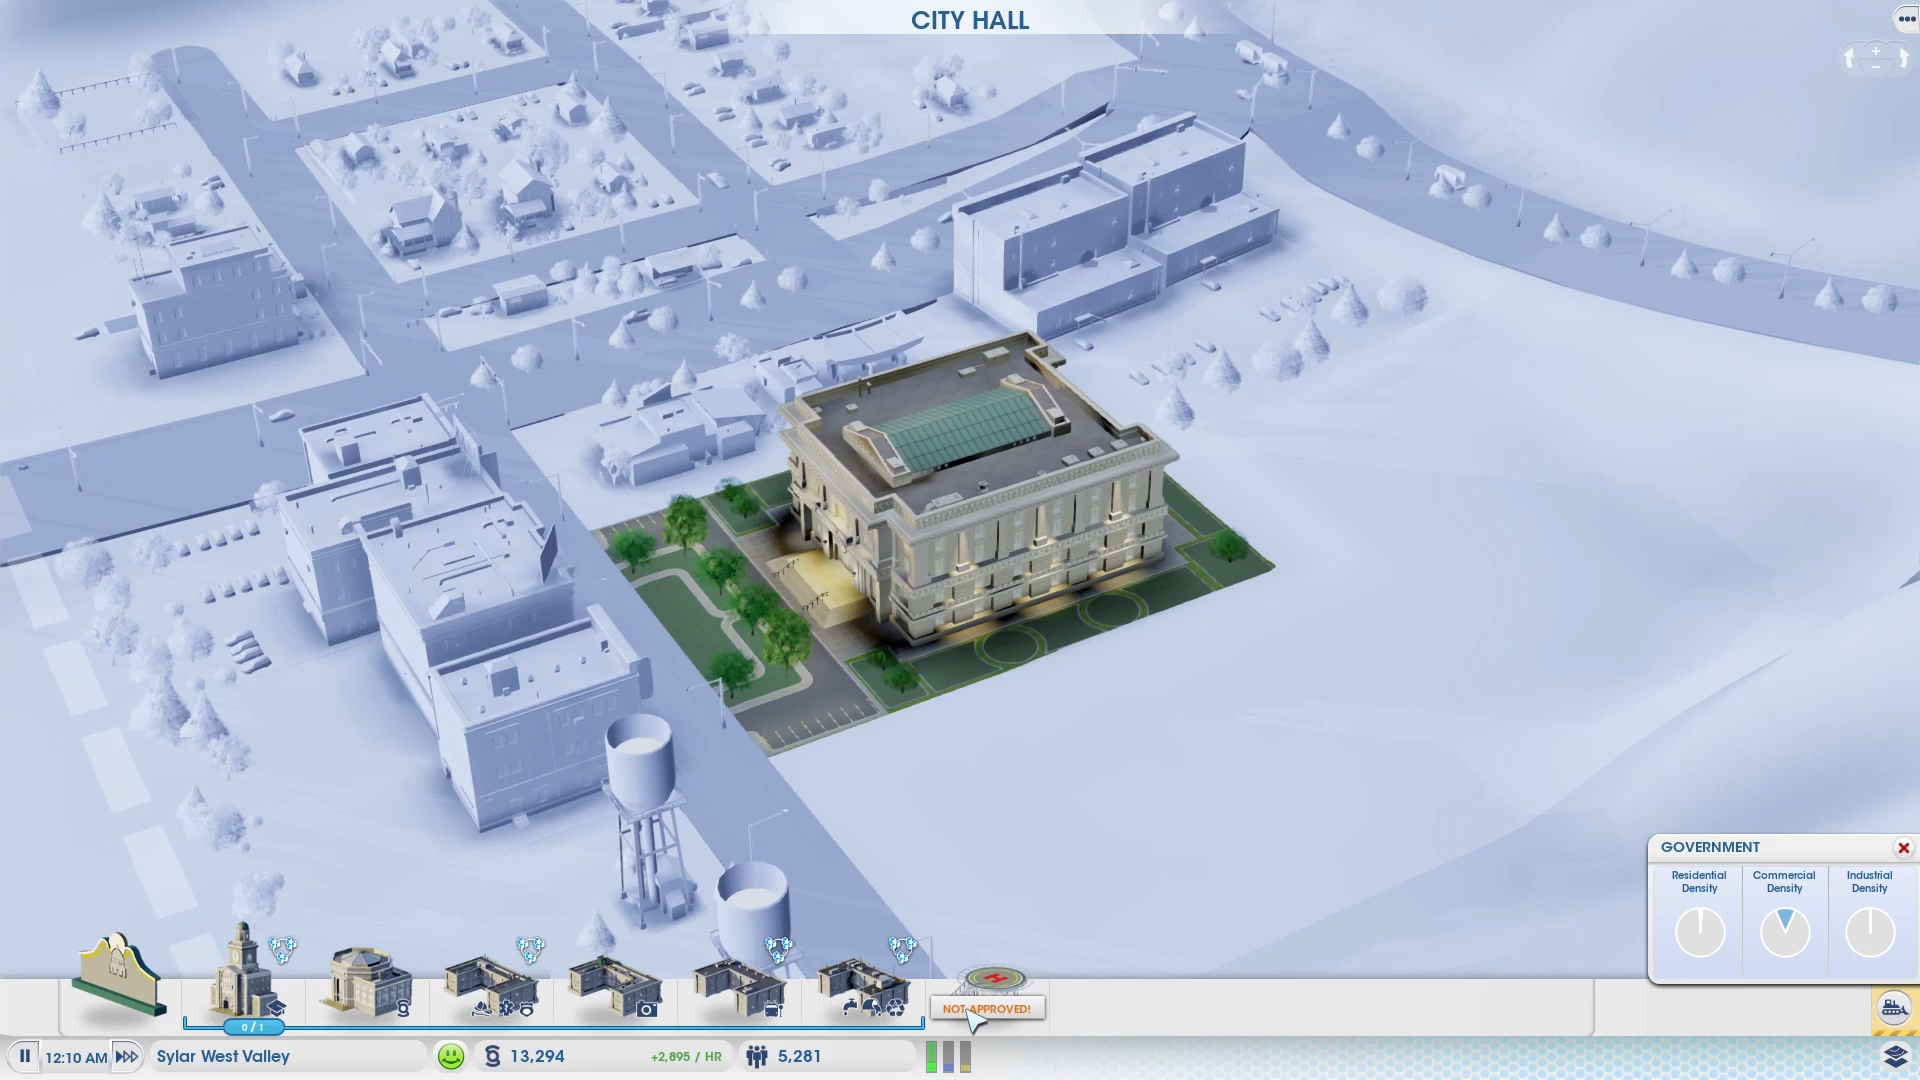 CITY HALL
GOVERNMENT
Residential
Density
Commercial
Density
Industrial
Density
H
NOT APPROVED!
0 / 1
12:10 AM
Sylar West Valley
13,294
+2,895 / HR
5,281